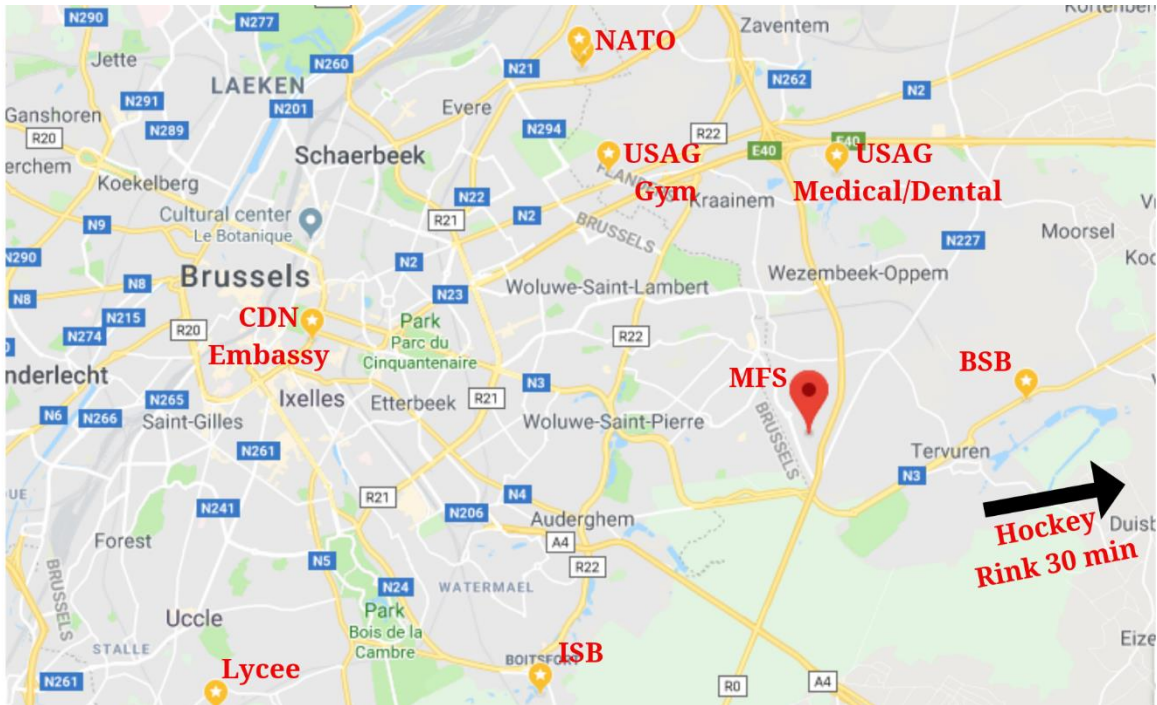 N290
N277
Kortenberg
NATO
Zaventem
Jette
N260
N21
N262
LAEKEN
N2
N291
N201
Evere
Ganshoren
R20
N289
N294
R22
E40
E40
erchem
Schaerbeek
USAG
Gym
USAG
Medical/Dental
FLANDERS
Kraainem
Koekelberg
N22
Cultural center
Le Botanique
R21
N2
BRUSSELS
N9
N227
Moorsel
N290
N2
Brussels
Wezembeek-Oppem
N8
N8
N23
Woluwe-Saint-Lambert
N215
CDN
Embassy
Park
Parc du
Cinquantenaire
R20
N274
R22
BSB
nderlecht
MFS
N3
N265
Ixelles
Etterbeek
R21
N6
N266
Saint-Gilles
Woluwe-Saint-Pierre
BRUSSELS
N261
Tervuren
N3
R21
N4
N241
N206
Auderghem
Hockey
Rink 30 min
Forest
A4
N5
R22
BRUSSELS
N24
WATERMAEL
Park
Bois de la
Cambre
Uccle
STALLE
Lycee
BOITSFORT
ISB
N261
R0
A4